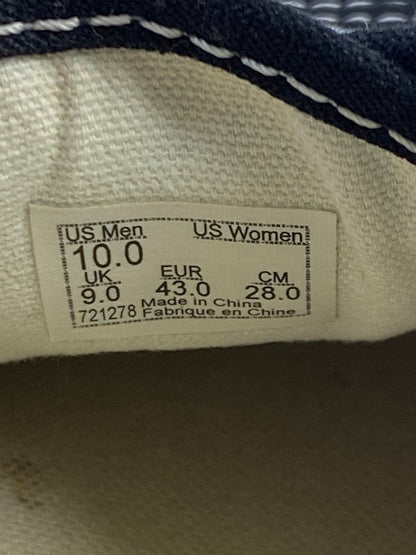 US Men US Women
10.0
UK EUR CM
9.0 43.0 28.0
Made in China
721278 Fabrique en Chine